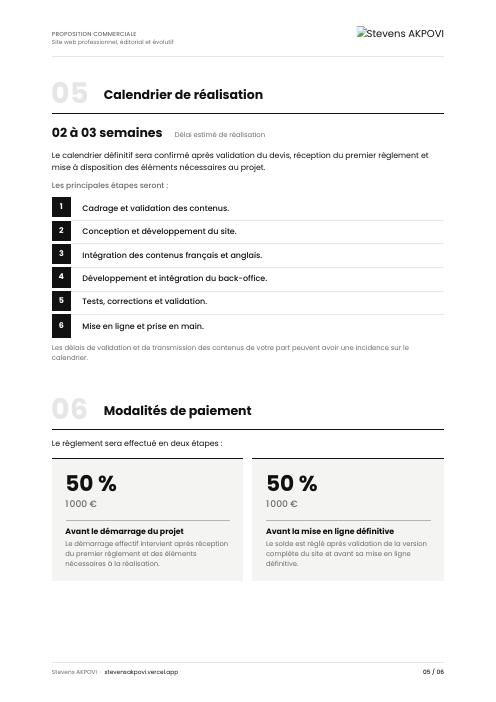 PROPOSITION COMMERCIALE
Site web professionnel, éditorial et évolutif
Stevens AKPOVI
05 Calendrier de réalisation
02 à 03 semaines Délai estimé de réalisation
Le calendrier définitif sera confirmé après validation du devis, réception du premier règlement et
mise à disposition des éléments nécessaires au projet.
Les principales étapes seront :
1 Cadrage et validation des contenus.
2 Conception et développement du site.
3 Intégration des contenus français et anglais.
4 Développement et intégration du back-office.
5 Tests, corrections et validation.
6 Mise en ligne et prise en main.
Les délais de validation et de transmission des contenus de votre part peuvent avoir une incidence sur le
calendrier.
06 Modalités de paiement
Le règlement sera effectué en deux étapes :
50 %
1 000 €
Avant le démarrage du projet
Le démarrage effectif intervient après réception
du premier règlement et des éléments
nécessaires à la réalisation.
50 %
1 000 €
Avant la mise en ligne définitive
Le solde est réglé après validation de la version
complète du site et avant sa mise en ligne
définitive.
Stevens AKPOVI · stevensakpovi.vercel.app
05 / 06